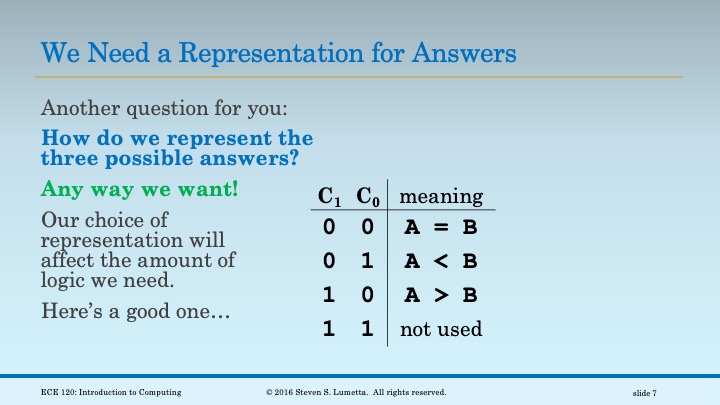 We Need a Representation for Answers
Another question for you:
How do we represent the
three possible answers?
Any way we want!
Our choice of
representation will
affect the amount of
logic we need.
Here's a good one…
C₁ C₀ meaning
0 0 A = B
0 1 A < B
1 0 A > B
1 1 not used
ECE 120: Introduction to Computing © 2016 Steven S. Lumetta. All rights reserved. slide 7